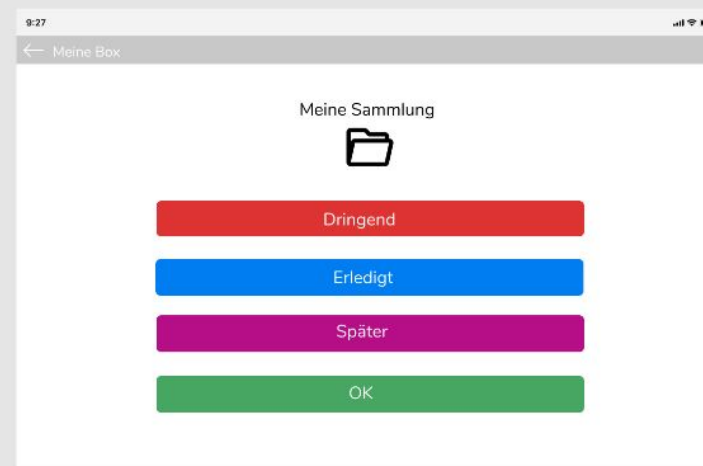 9:27
Meine Box
Meine Sammlung
Dringend
Erledigt
Später
OK